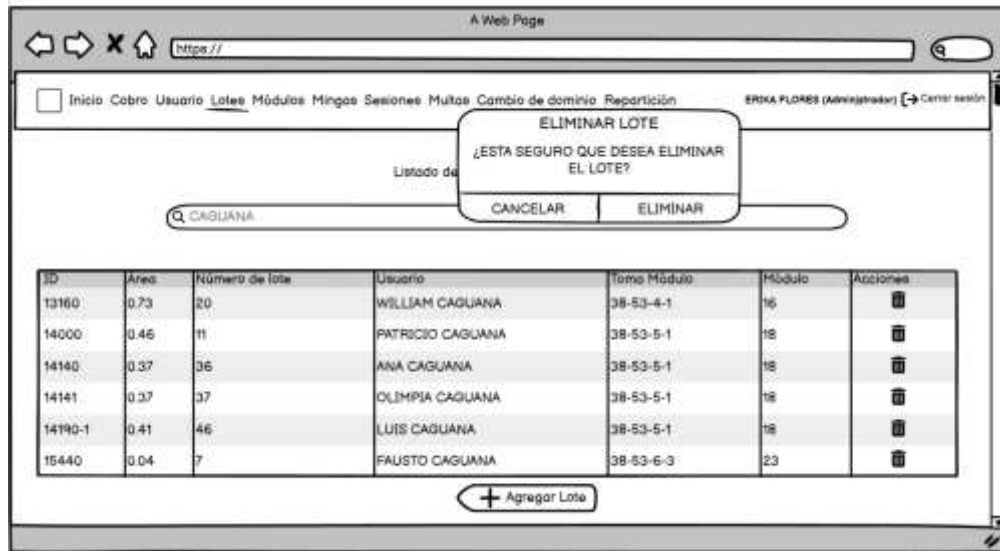 A Web Page
https://
Inicio Cobro Usuario Lotes Módulos Mingas Sesiones Multas Cambio de dominio Repartición ERIKA FLORES (Administrador) Cerrar sesión
ELIMINAR LOTE
¿ESTA SEGURO QUE DESEA ELIMINAR
EL LOTE?
Listado de
CANCELAR ELIMINAR
CAGUANA
ID Area Número de lote Usuario Toma Módulo Módulo Acciones
13160 0.73 20 WILLIAM CAGUANA 38-53-4-1 16
14000 0.46 11 PATRICIO CAGUANA 38-53-5-1 18
14140 0.37 36 ANA CAGUANA 38-53-5-1 18
14141 0.37 37 OLIMPIA CAGUANA 38-53-5-1 18
14190-1 0.41 46 LUIS CAGUANA 38-53-5-1 18
15440 0.04 7 FAUSTO CAGUANA 38-53-6-3 23
Agregar Lote